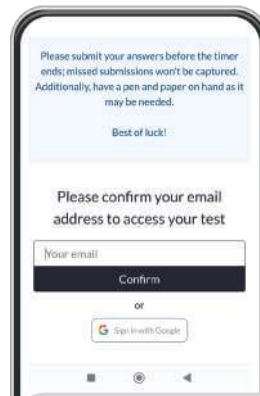 Please submit your answers before the timer
ends; missed submissions won't be captured.
Additionally, have a pen and paper on hand as it
may be needed.
Best of luck!
Please confirm your email
address to access your test
Your email
Confirm
or
Sign in with Google